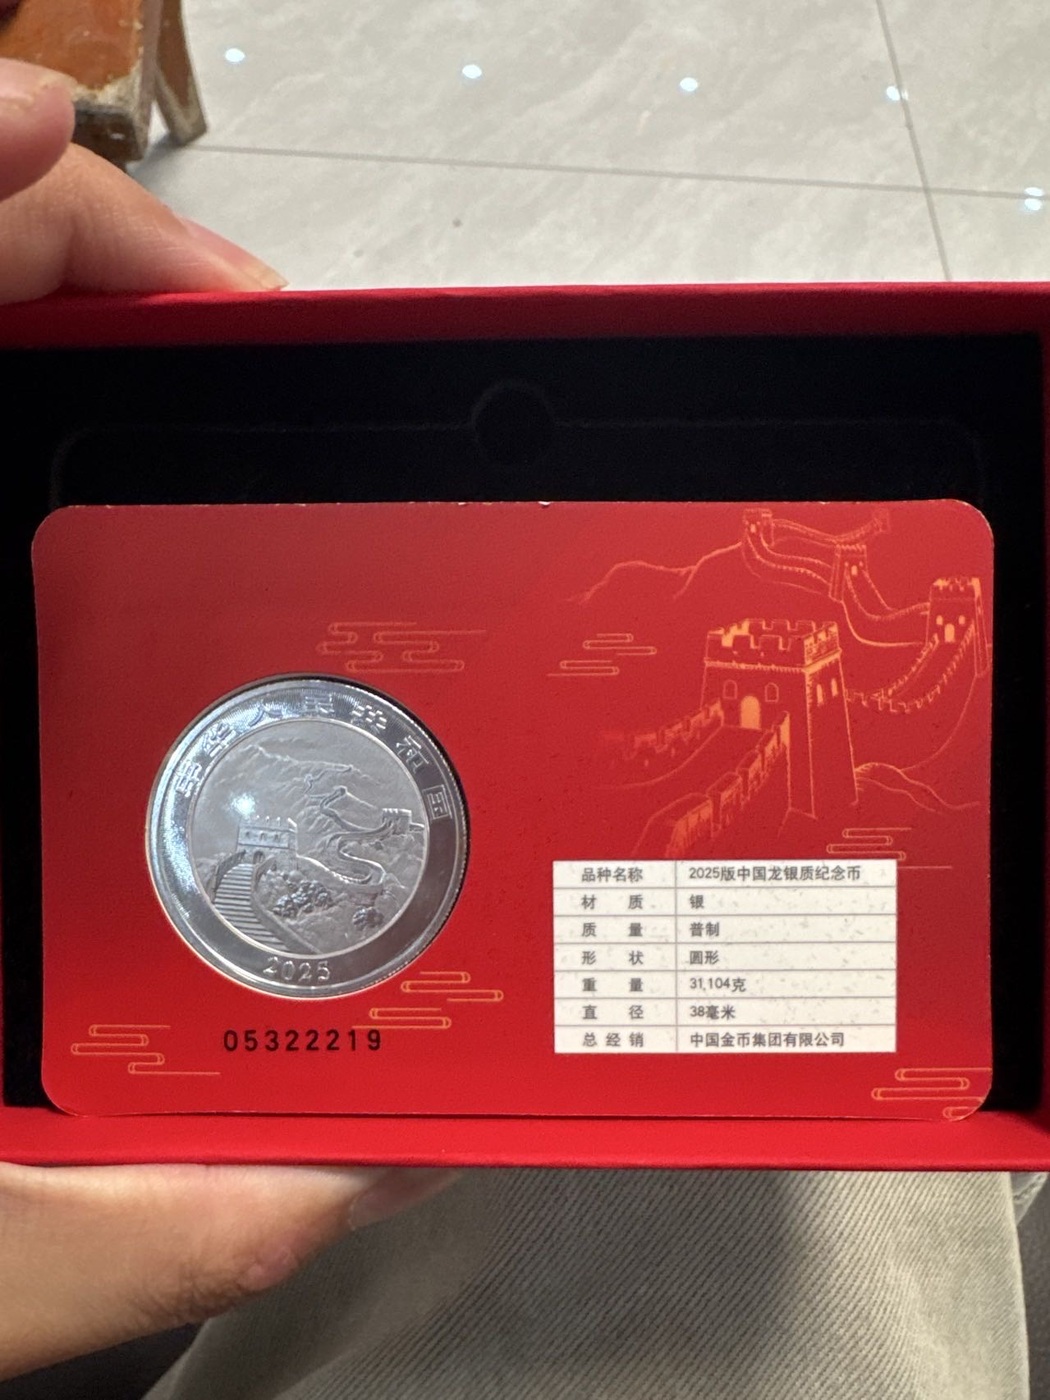 中华人民共和国
2025
05322219
品种名称 2025版中国龙银质纪念币
材质 银
质量 普制
形状 圆形
重量 31.104克
直径 38毫米
总经销 中国金币集团有限公司